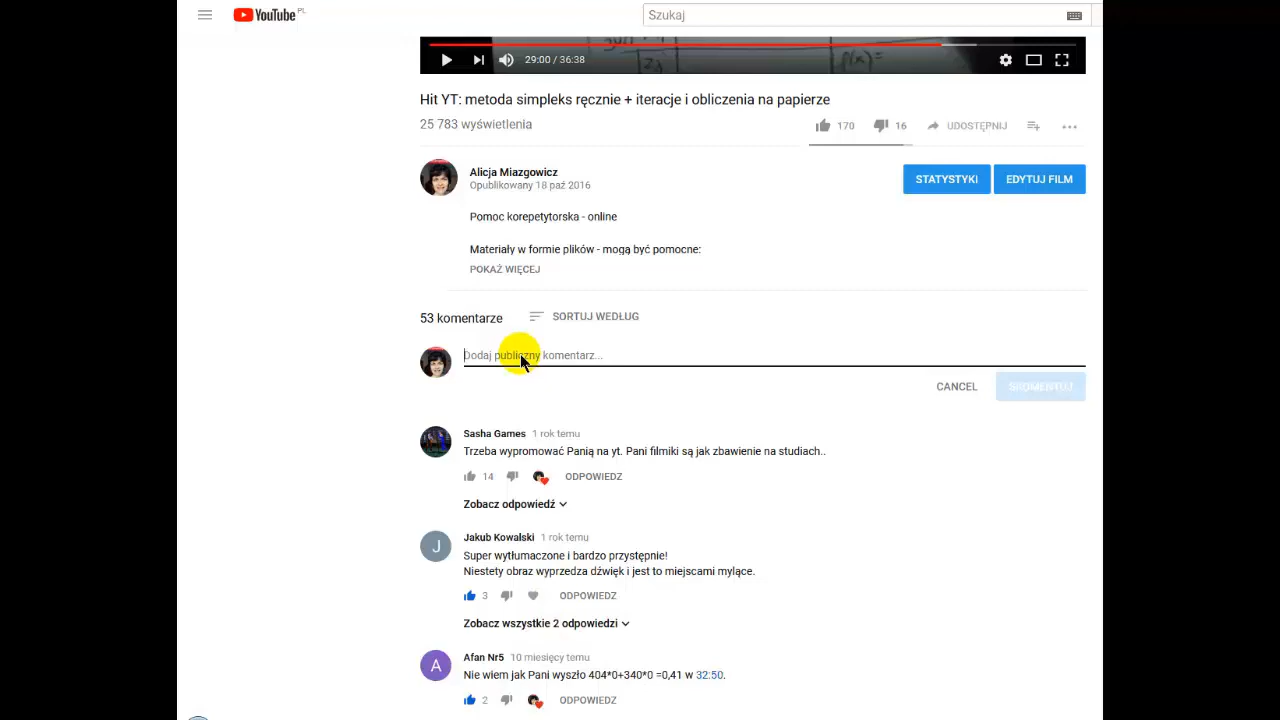 YouTube PL
Szukaj
29:00 / 36:38
Hit YT: metoda simpleks ręcznie + iteracje i obliczenia na papierze
25 783 wyświetlenia
170
16
UDOSTĘPNIJ
Alicja Miazgowicz
Opublikowany 18 paź 2016
STATYSTYKI
EDYTUJ FILM
Pomoc korepetytorska - online
Materiały w formie plików - mogą być pomocne:
POKAŻ WIĘCEJ
53 komentarze
SORTUJ WEDŁUG
Dodaj publiczny komentarz...
CANCEL
SKOMENTUJ
Sasha Games 1 rok temu
Trzeba wypromować Panią na yt. Pani filmiki są jak zbawienie na studiach..
14
ODPOWIEDZ
Zobacz odpowiedź
J
Jakub Kowalski 1 rok temu
Super wytłumaczone i bardzo przystępnie!
Niestety obraz wyprzedza dźwięk i jest to miejscami mylące.
3
ODPOWIEDZ
Zobacz wszystkie 2 odpowiedzi
A
Afan Nr5 10 miesięcy temu
Nie wiem jak Pani wyszło 404*0+340*0 =0,41 w 32:50.
2
ODPOWIEDZ